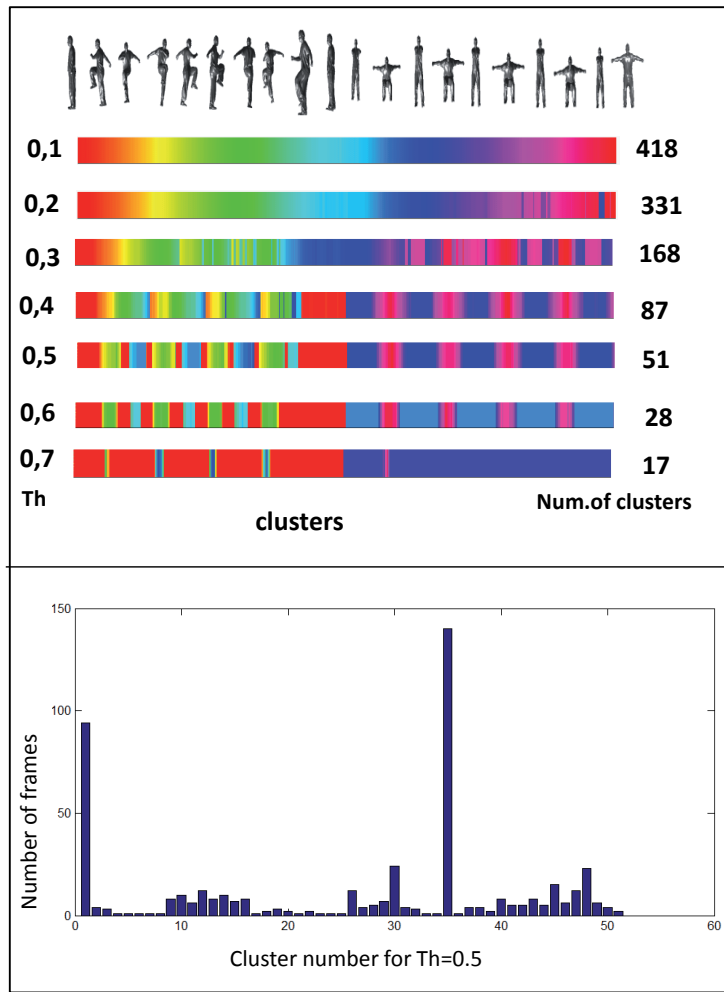 0,1 418
0,2 331
0,3 168
0,4 87
0,5 51
0,6 28
0,7 17
Th clusters Num.of clusters
150
100
50
0
0 10 20 30 40 50 60
Number of frames
Cluster number for Th=0.5